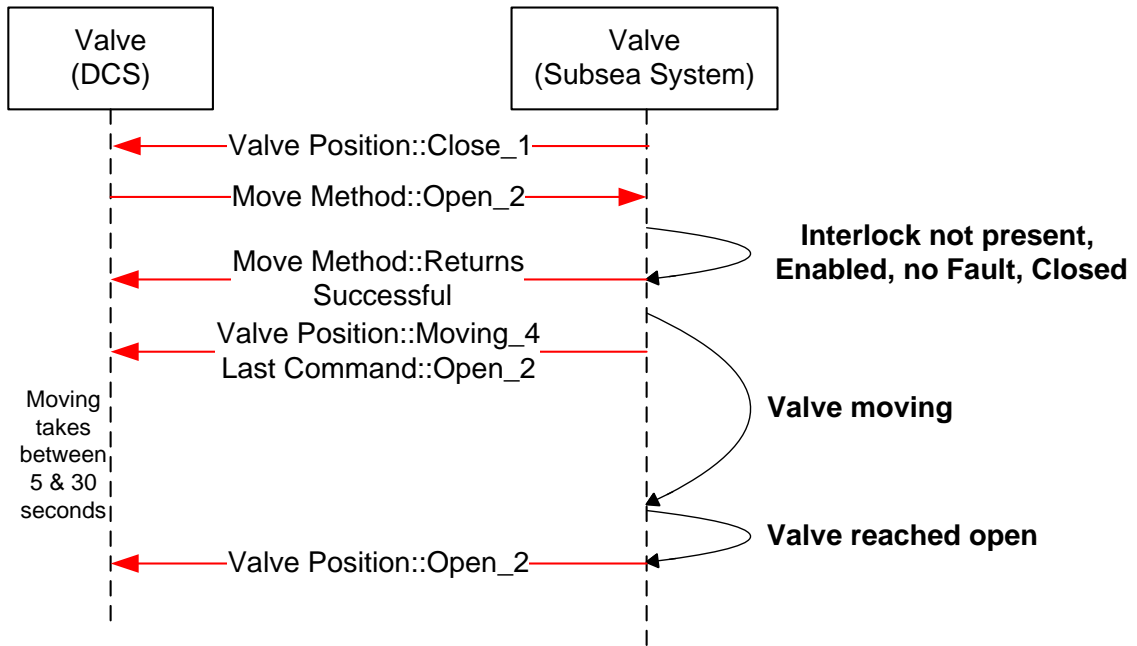 Valve
(DCS)
Valve
(Subsea System)
Valve Position::Close_1
Move Method::Open_2
Interlock not present,
Enabled, no Fault, Closed
Move Method::Returns
Successful
Valve Position::Moving_4
Last Command::Open_2
Moving
takes
between
5 & 30
seconds
Valve moving
Valve reached open
Valve Position::Open_2